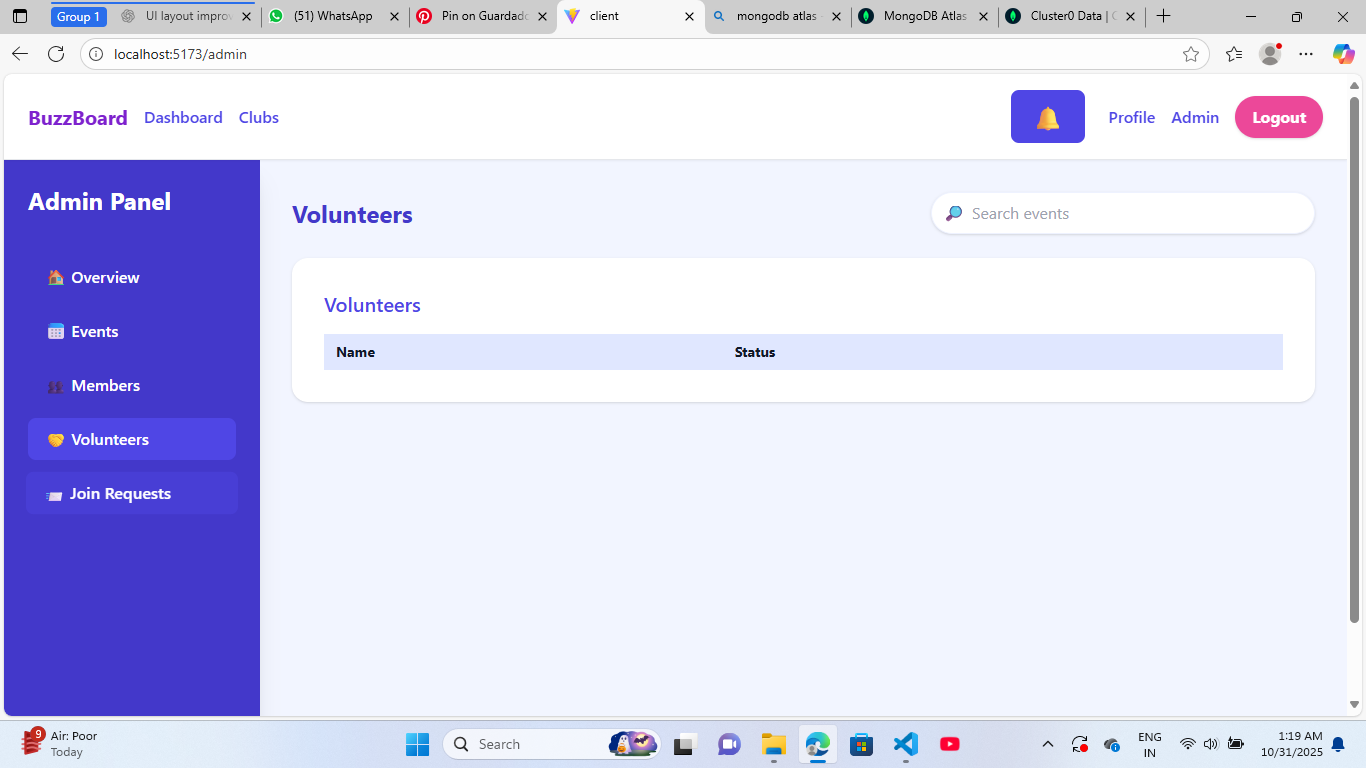 Group 1
UI layout improv
(51) WhatsApp
Pin on Guardado
client
mongodb atlas
MongoDB Atlas
Cluster0 Data |
localhost:5173/admin
BuzzBoard Dashboard Clubs Profile Admin Logout
Admin Panel
Overview
Events
Members
Volunteers
Join Requests
Volunteers
Search events
Volunteers
Name Status
9
Air: Poor
Today
Search
ENG
IN
1:19 AM
10/31/2025